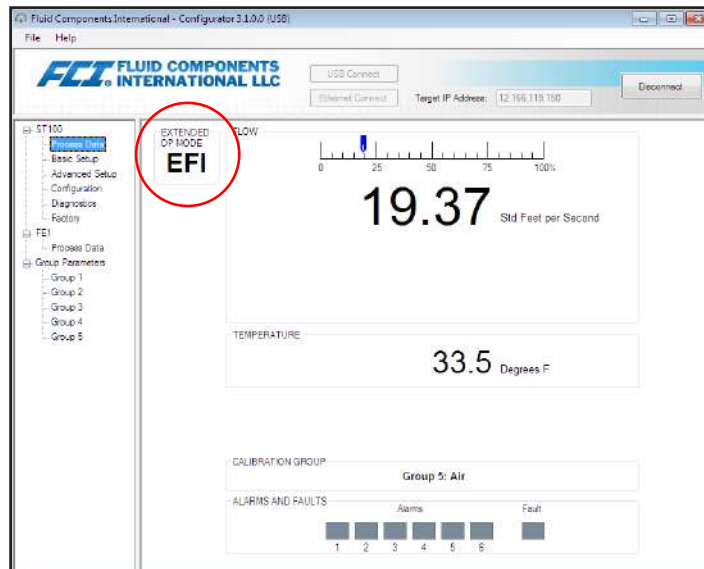 Fluid Components International - Configurator 3.1.0.0 (USB)
File Help
FCI. FLUID COMPONENTS
INTERNATIONAL LLC
USB Connect
Ethernet Connect
Target IP Address: 12.166.115.150
Disconnect
ST100
Process Data
Basic Setup
Advanced Setup
Configuration
Diagnostics
Factory
FE1
Process Data
Group Parameters
Group 1
Group 2
Group 3
Group 4
Group 5
EXTENDED
OP MODE
EFI
FLOW
0 25 50 75 100%
19.37 Std Feet per Second
TEMPERATURE
33.5 Degrees F
CALIBRATION GROUP
Group 5: Air
ALARMS AND FAULTS
Alarms Fault
1 2 3 4 5 6